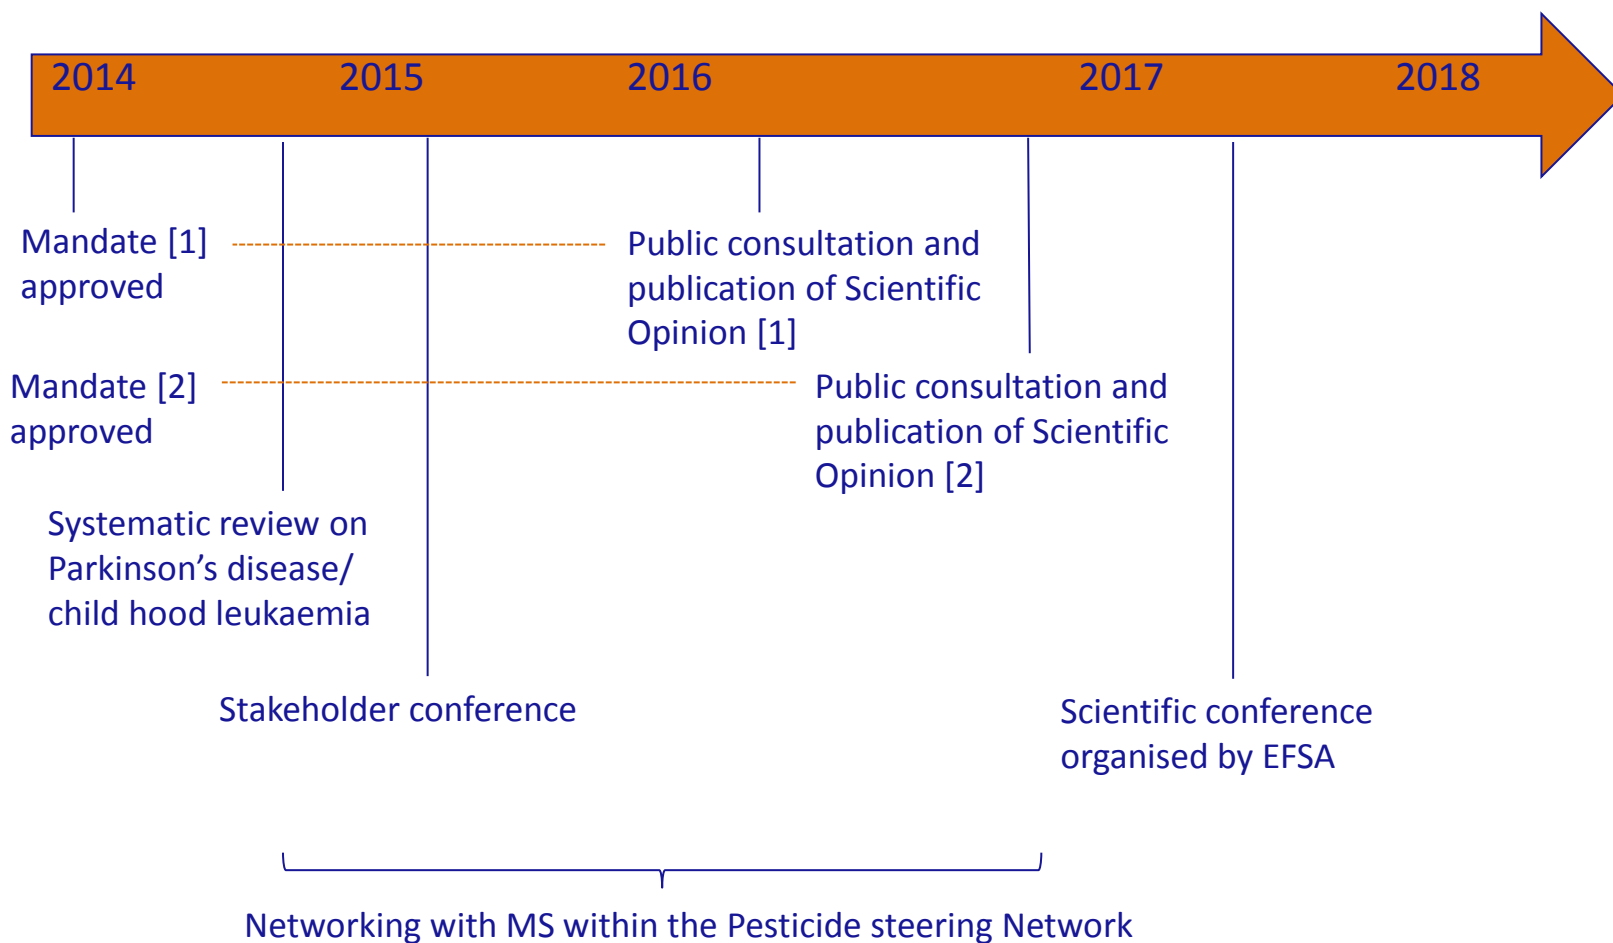 2014 2015 2016 2017 2018
Mandate [1]
approved
Public consultation and
publication of Scientific
Opinion [1]
Mandate [2]
approved
Public consultation and
publication of Scientific
Opinion [2]
Systematic review on
Parkinson’s disease/
child hood leukaemia
Stakeholder conference
Scientific conference
organised by EFSA
Networking with MS within the Pesticide steering Network